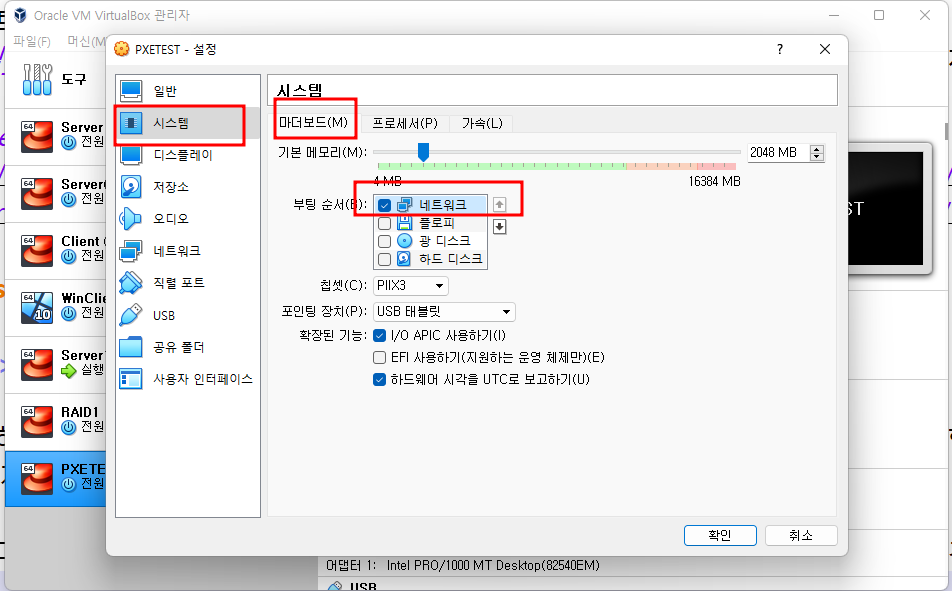 Oracle VM VirtualBox 관리자
파일(F) 머신(M
도구
64 Server
전원
64 Server
전원
64 Client
전원
64 10 WinClie
전원
64 Server
실행
64 RAID1
전원
64 PXETE
전원
PXETEST - 설정
?
일반
시스템
디스플레이
저장소
오디오
네트워크
직렬 포트
USB
공유 폴더
사용자 인터페이스
시스템
마더보드(M) 프로세서(P) 가속(L)
기본 메모리(M): 2048 MB
4 MB 16384 MB
부팅 순서(B): 네트워크
플로피
광 디스크
하드 디스크
칩셋(C): PIIX3
포인팅 장치(P): USB 태블릿
확장된 기능: I/O APIC 사용하기(I)
EFI 사용하기(지원하는 운영 체제만)(E)
하드웨어 시각을 UTC로 보고하기(U)
확인 취소
ST
어댑터 1: Intel PRO/1000 MT Desktop(82540EM)
USB